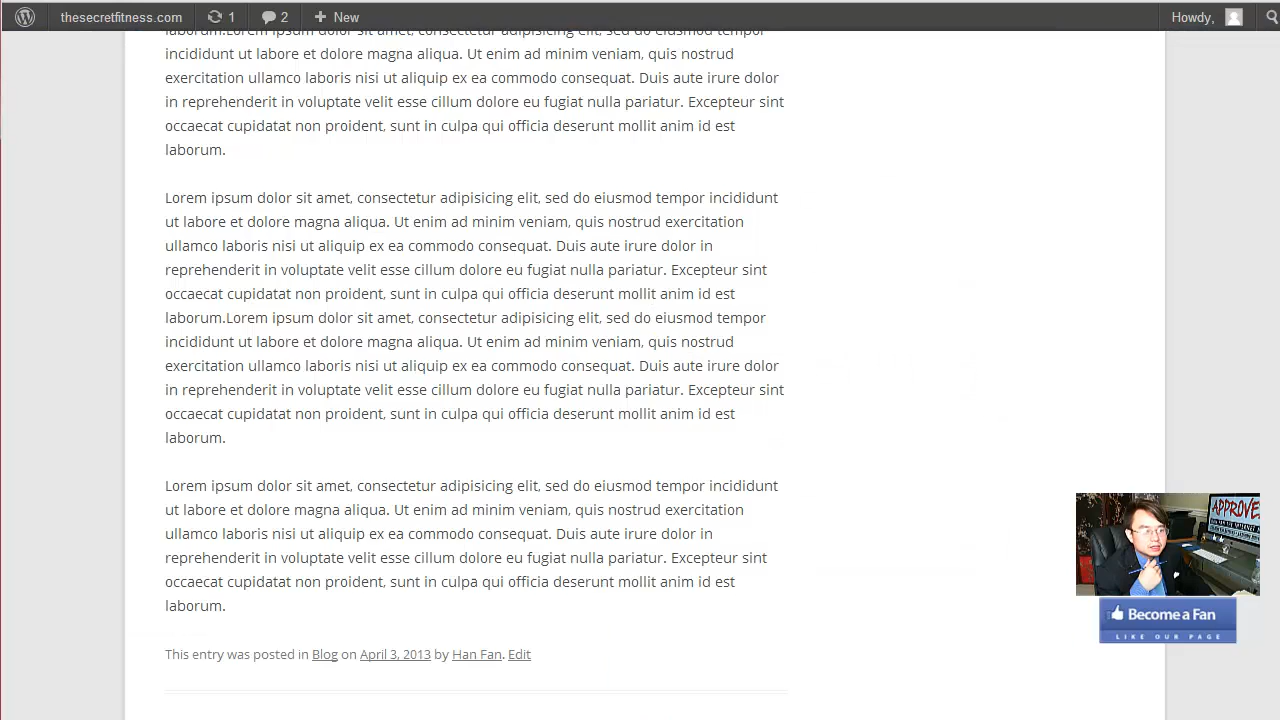 thesecretfitness.com 1 2 New Howdy,
laborum.Lorem ipsum dolor sit amet, consectetur adipisicing elit, sed do eiusmod tempor
incididunt ut labore et dolore magna aliqua. Ut enim ad minim veniam, quis nostrud
exercitation ullamco laboris nisi ut aliquip ex ea commodo consequat. Duis aute irure dolor
in reprehenderit in voluptate velit esse cillum dolore eu fugiat nulla pariatur. Excepteur sint
occaecat cupidatat non proident, sunt in culpa qui officia deserunt mollit anim id est
laborum.
Lorem ipsum dolor sit amet, consectetur adipisicing elit, sed do eiusmod tempor incididunt
ut labore et dolore magna aliqua. Ut enim ad minim veniam, quis nostrud exercitation
ullamco laboris nisi ut aliquip ex ea commodo consequat. Duis aute irure dolor in
reprehenderit in voluptate velit esse cillum dolore eu fugiat nulla pariatur. Excepteur sint
occaecat cupidatat non proident, sunt in culpa qui officia deserunt mollit anim id est
laborum.Lorem ipsum dolor sit amet, consectetur adipisicing elit, sed do eiusmod tempor
incididunt ut labore et dolore magna aliqua. Ut enim ad minim veniam, quis nostrud
exercitation ullamco laboris nisi ut aliquip ex ea commodo consequat. Duis aute irure dolor
in reprehenderit in voluptate velit esse cillum dolore eu fugiat nulla pariatur. Excepteur sint
occaecat cupidatat non proident, sunt in culpa qui officia deserunt mollit anim id est
laborum.
Lorem ipsum dolor sit amet, consectetur adipisicing elit, sed do eiusmod tempor incididunt
ut labore et dolore magna aliqua. Ut enim ad minim veniam, quis nostrud exercitation
ullamco laboris nisi ut aliquip ex ea commodo consequat. Duis aute irure dolor in
reprehenderit in voluptate velit esse cillum dolore eu fugiat nulla pariatur. Excepteur sint
occaecat cupidatat non proident, sunt in culpa qui officia deserunt mollit anim id est
laborum.
This entry was posted in Blog on April 3, 2013 by Han Fan. Edit
APPROVE
Become a Fan
LIKE OUR PAGE